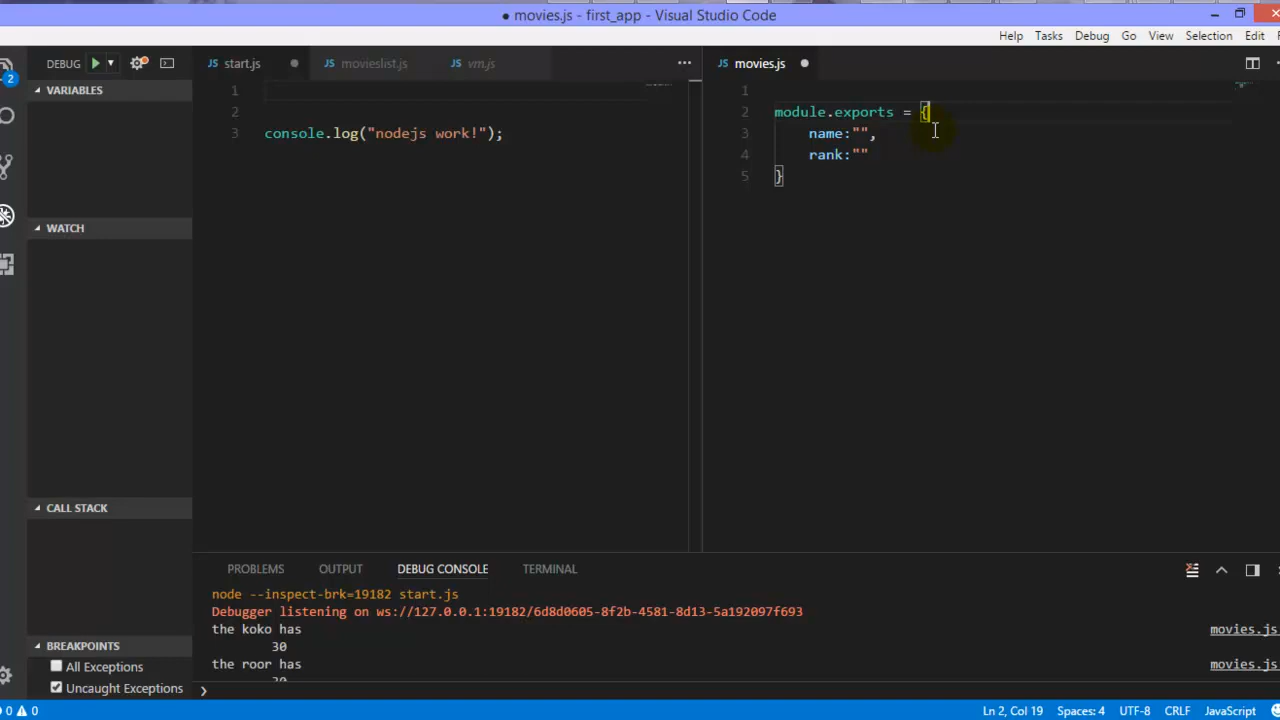 ● movies.js - first_app - Visual Studio Code
Help Tasks Debug Go View Selection Edit
DEBUG
start.js
movieslist.js
vm.js
movies.js
2
VARIABLES
WATCH
CALL STACK
BREAKPOINTS
All Exceptions
Uncaught Exceptions
1
2
3 console.log("nodejs work!");
1
2 module.exports = {
3 name:"",
4 rank:""
5 }
PROBLEMS OUTPUT DEBUG CONSOLE TERMINAL
node --inspect-brk=19182 start.js
Debugger listening on ws://127.0.0.1:19182/6d8d0605-8f2b-4581-8d13-5a192097f693
the koko has movies.js
30
the roor has movies.js
❯
0 0 Ln 2, Col 19 Spaces: 4 UTF-8 CRLF JavaScript